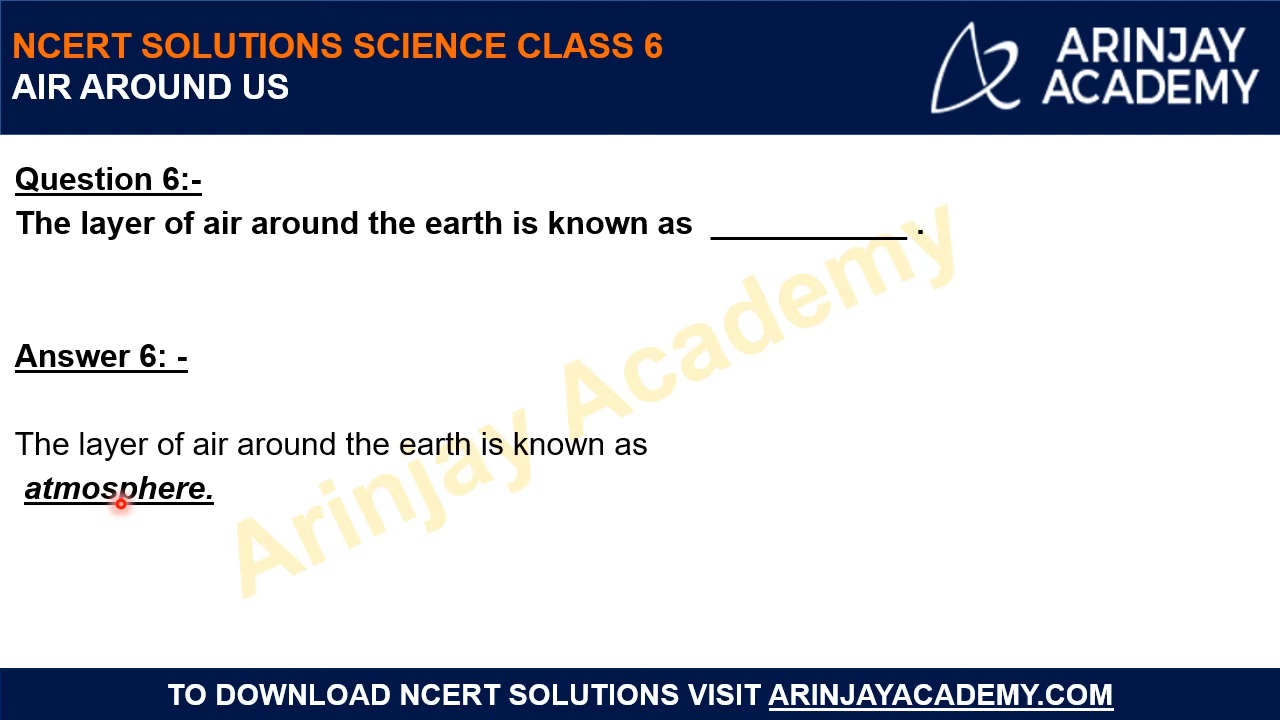 NCERT SOLUTIONS SCIENCE CLASS 6
AIR AROUND US
ARINJAY
ACADEMY
Question 6:-
The layer of air around the earth is known as ___________ .
Answer 6: -
The layer of air around the earth is known as
atmosphere.
Arinjay Academy
TO DOWNLOAD NCERT SOLUTIONS VISIT ARINJAYACADEMY.COM